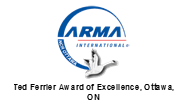 ARMA
INTERNATIONAL®
Ted Ferrier Award of Excellence, Ottawa,
ON